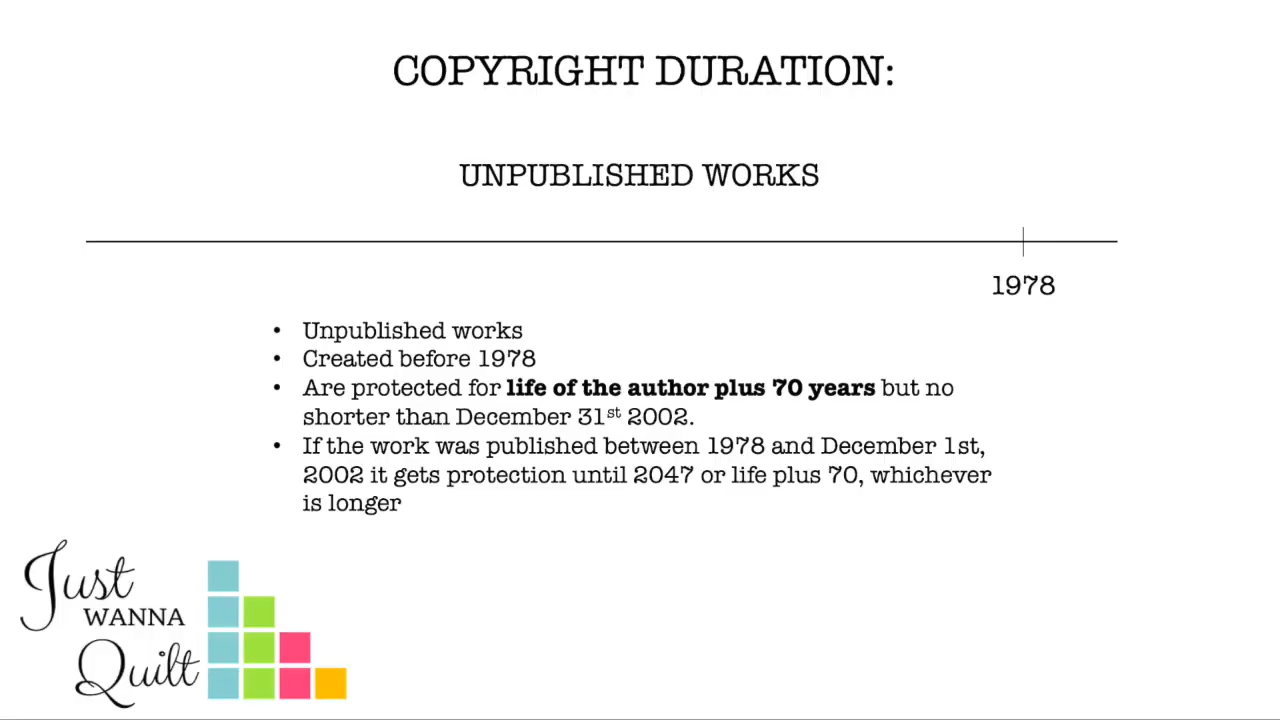 COPYRIGHT DURATION:
UNPUBLISHED WORKS
1978
• Unpublished works
• Created before 1978
• Are protected for life of the author plus 70 years but no
shorter than December 31st 2002.
• If the work was published between 1978 and December 1st,
2002 it gets protection until 2047 or life plus 70, whichever
is longer
Just
WANNA
Quilt